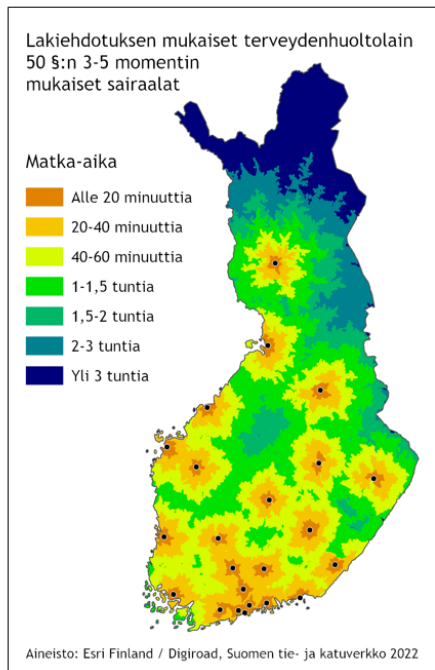 Lakiehdotuksen mukaiset terveydenhuoltolain
50 §:n 3-5 momentin
mukaiset sairaalat
Matka-aika
Alle 20 minuuttia
20-40 minuuttia
40-60 minuuttia
1-1,5 tuntia
1,5-2 tuntia
2-3 tuntia
Yli 3 tuntia
Aineisto: Esri Finland / Digiroad, Suomen tie- ja katuverkko 2022